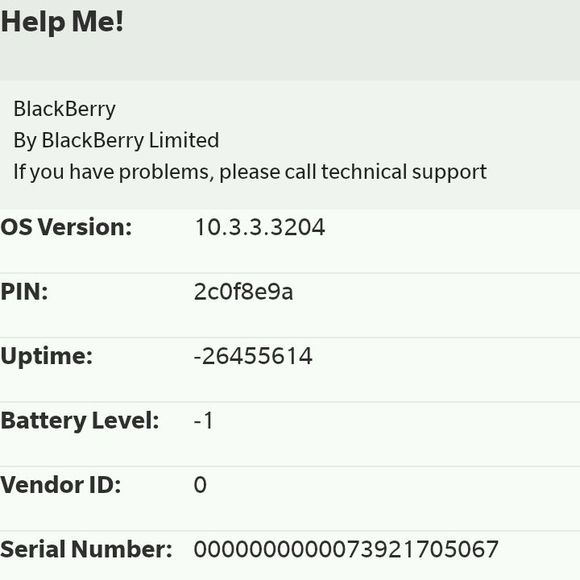 Help Me!
BlackBerry
By BlackBerry Limited
If you have problems, please call technical support
OS Version: 10.3.3.3204
PIN: 2c0f8e9a
Uptime: -26455614
Battery Level: -1
Vendor ID: 0
Serial Number: 0000000000073921705067